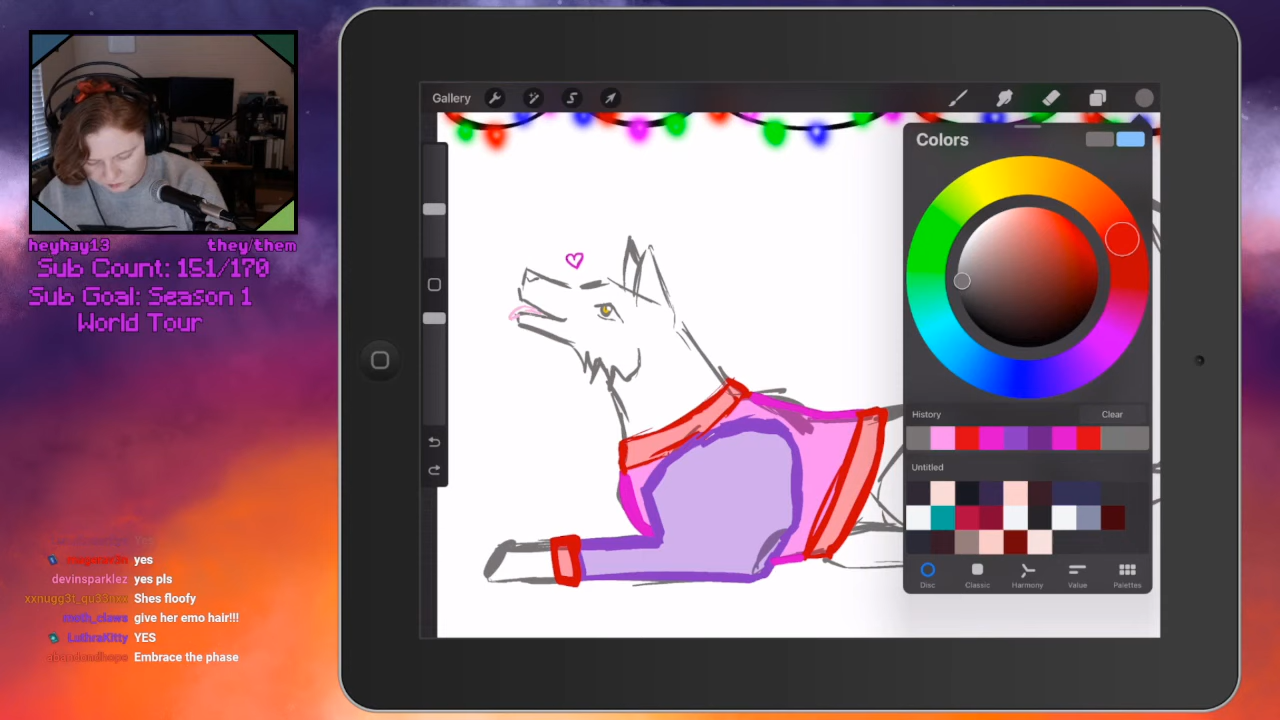 heyhay13 they/them
Sub Count: 151/170
Sub Goal: Season 1
World Tour
Yes
yes
devinsparklez yes pls
Shes floofy
moth_claws give her emo hair!!!
LuthraKitty YES
Embrace the phase
Gallery
Colors
History Clear
Untitled
Disc Classic Harmony Value Palettes